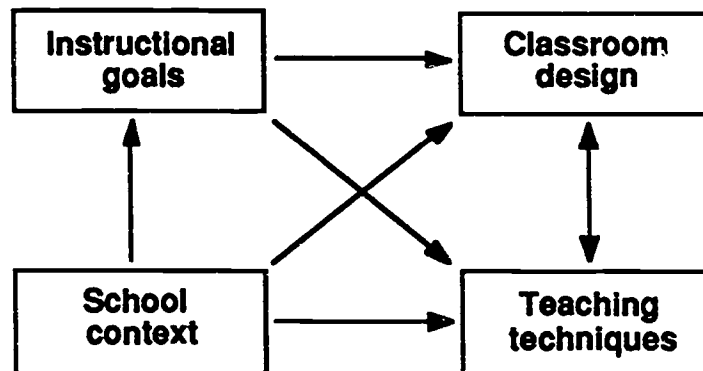 Instructional
goals
Classroom
design
School
context
Teaching
techniques